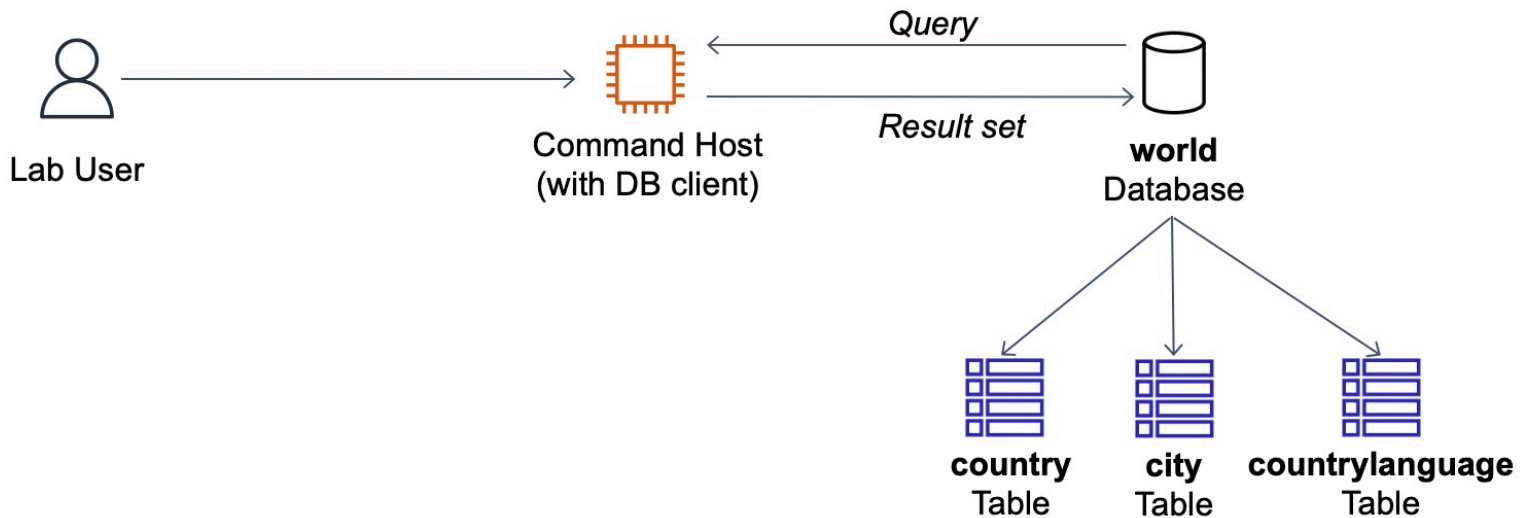 Query
Result set
Lab User
Command Host
(with DB client)
world
Database
country
Table
city
Table
countrylanguage
Table